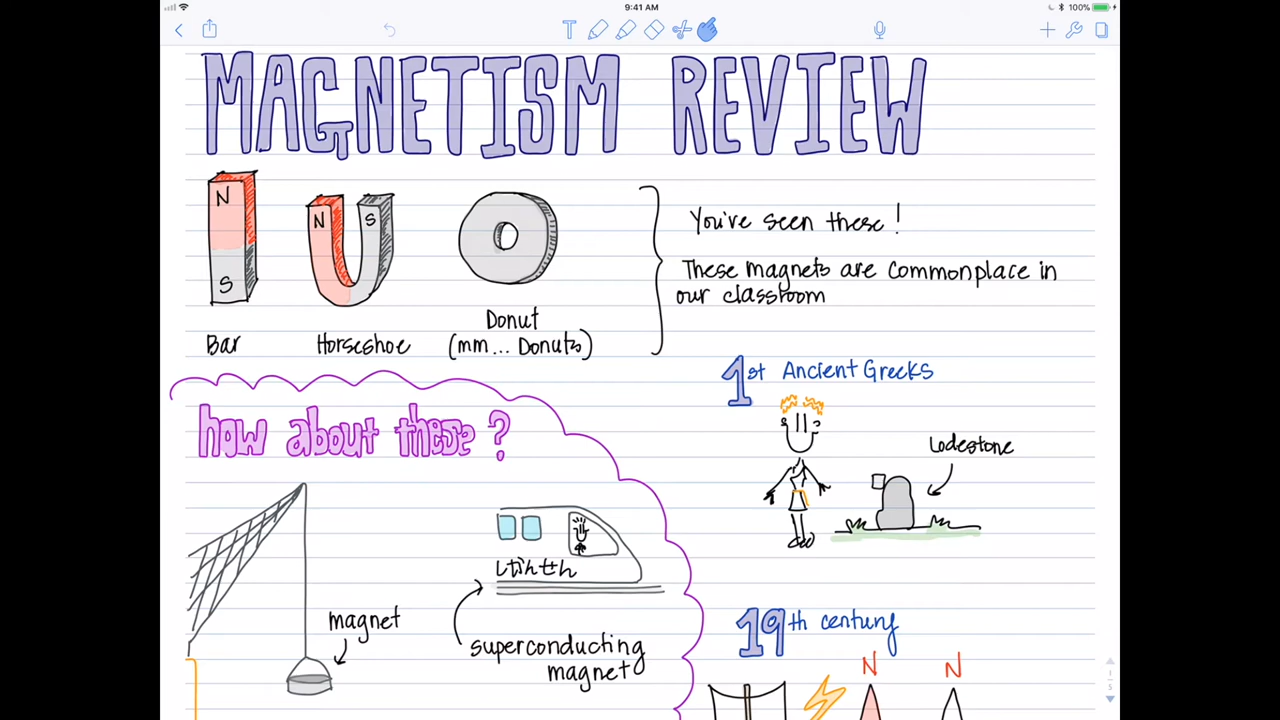 9:41 AM
100%
MAGNETISM REVIEW
N
S
N
S
Bar
Horseshoe
Donut
(mm... Donuts)
You've seen these!
These magnets are commonplace in
our classroom
how about these?
magnet
superconducting
magnet
1st Ancient Greeks
Lodestone
19th century
N
N